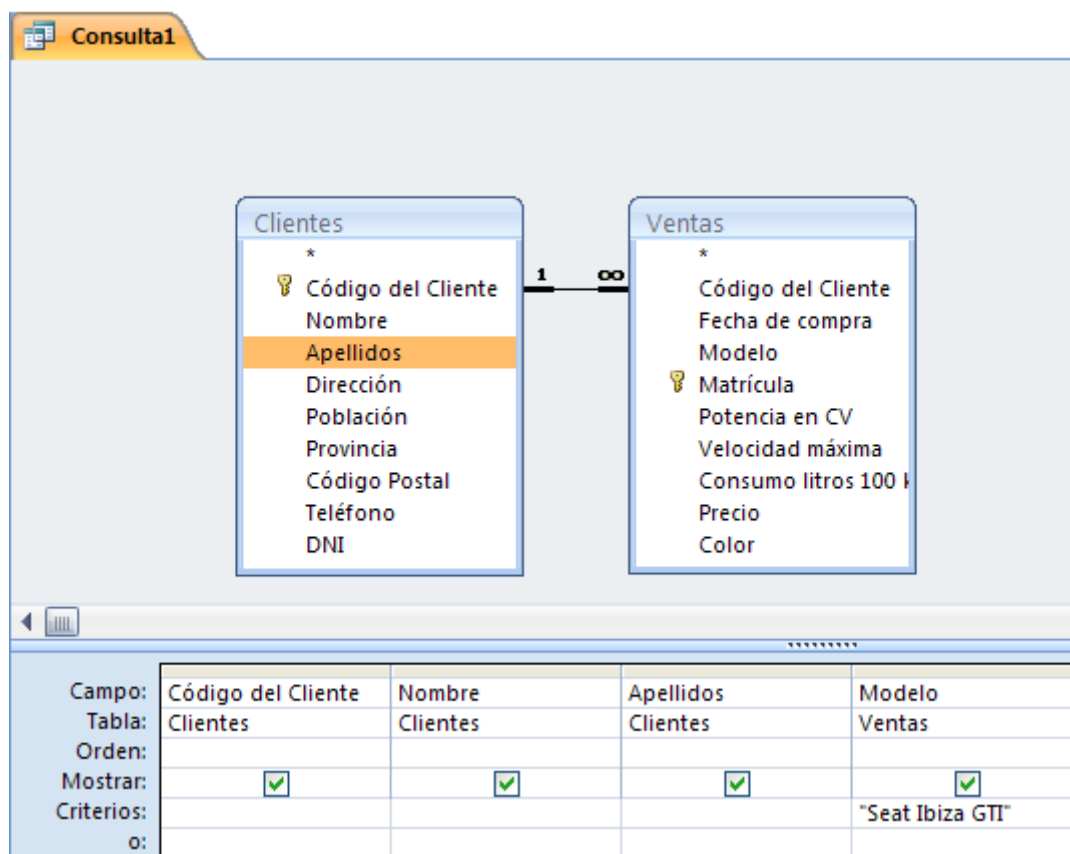 Consulta1
Clientes
*
Código del Cliente
Nombre
Apellidos
Dirección
Población
Provincia
Código Postal
Teléfono
DNI
1 ∞
Ventas
*
Código del Cliente
Fecha de compra
Modelo
Matrícula
Potencia en CV
Velocidad máxima
Consumo litros 100 k
Precio
Color
Campo: Código del Cliente Nombre Apellidos Modelo
Tabla: Clientes Clientes Clientes Ventas
Orden:
Mostrar:
Criterios: "Seat Ibiza GTI"
o: